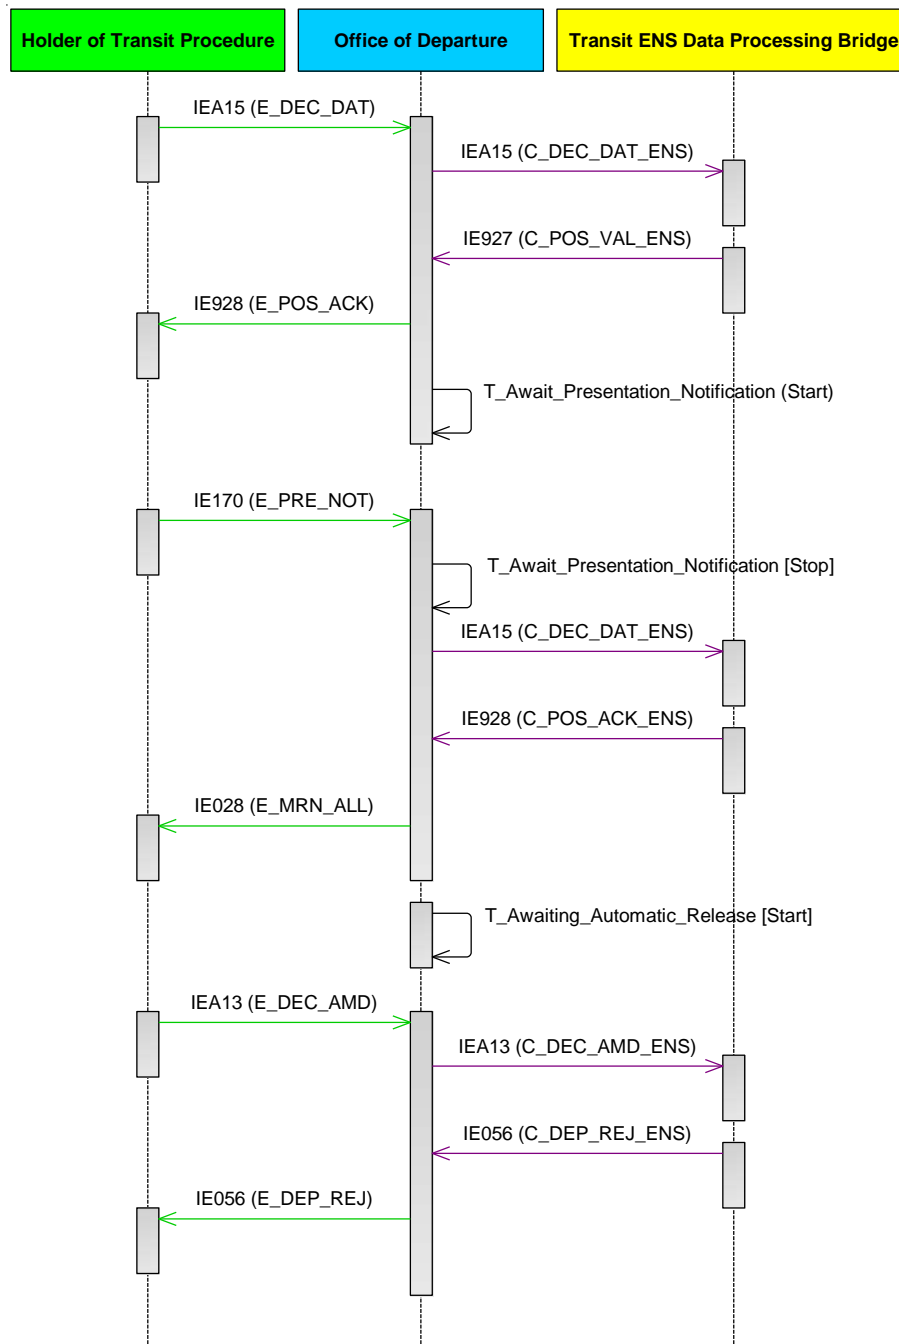 Holder of Transit Procedure
Office of Departure
Transit ENS Data Processing Bridge
IEA15 (E_DEC_DAT)
IEA15 (C_DEC_DAT_ENS)
IE927 (C_POS_VAL_ENS)
IE928 (E_POS_ACK)
T_Await_Presentation_Notification (Start)
IE170 (E_PRE_NOT)
T_Await_Presentation_Notification [Stop]
IEA15 (C_DEC_DAT_ENS)
IE928 (C_POS_ACK_ENS)
IE028 (E_MRN_ALL)
T_Awaiting_Automatic_Release [Start]
IEA13 (E_DEC_AMD)
IEA13 (C_DEC_AMD_ENS)
IE056 (C_DEP_REJ_ENS)
IE056 (E_DEP_REJ)